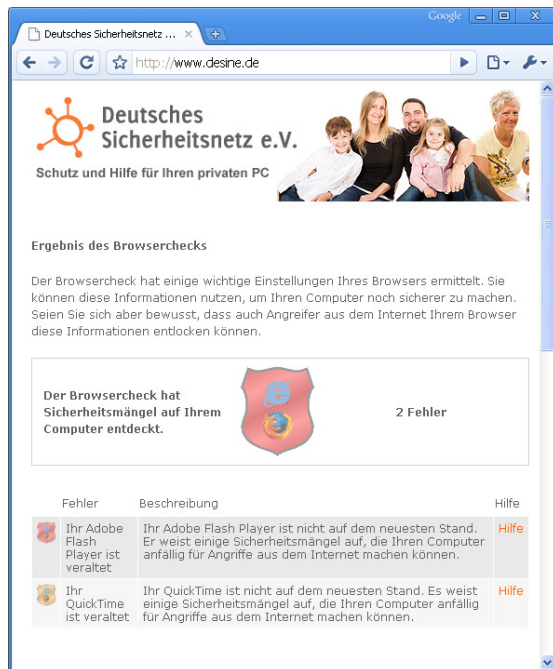 Google
Deutsches Sicherheitsnetz ...
http://www.desine.de
Deutsches
Sicherheitsnetz e.V.
Schutz und Hilfe für Ihren privaten PC
Ergebnis des Browserchecks
Der Browsercheck hat einige wichtige Einstellungen Ihres Browsers ermittelt. Sie
können diese Informationen nutzen, um Ihren Computer noch sicherer zu machen.
Seien Sie sich aber bewusst, dass auch Angreifer aus dem Internet Ihrem Browser
diese Informationen entlocken können.
Der Browsercheck hat
Sicherheitsmängel auf Ihrem
Computer entdeckt.
2 Fehler
Fehler Beschreibung Hilfe
Ihr Adobe
Flash
Player ist
veraltet
Ihr Adobe Flash Player ist nicht auf dem neuesten Stand.
Er weist einige Sicherheitsmängel auf, die Ihren Computer
anfällig für Angriffe aus dem Internet machen können.
Hilfe
Ihr
QuickTime
ist veraltet
Ihr QuickTime ist nicht auf dem neuesten Stand. Es weist
einige Sicherheitsmängel auf, die Ihren Computer anfällig
für Angriffe aus dem Internet machen können.
Hilfe